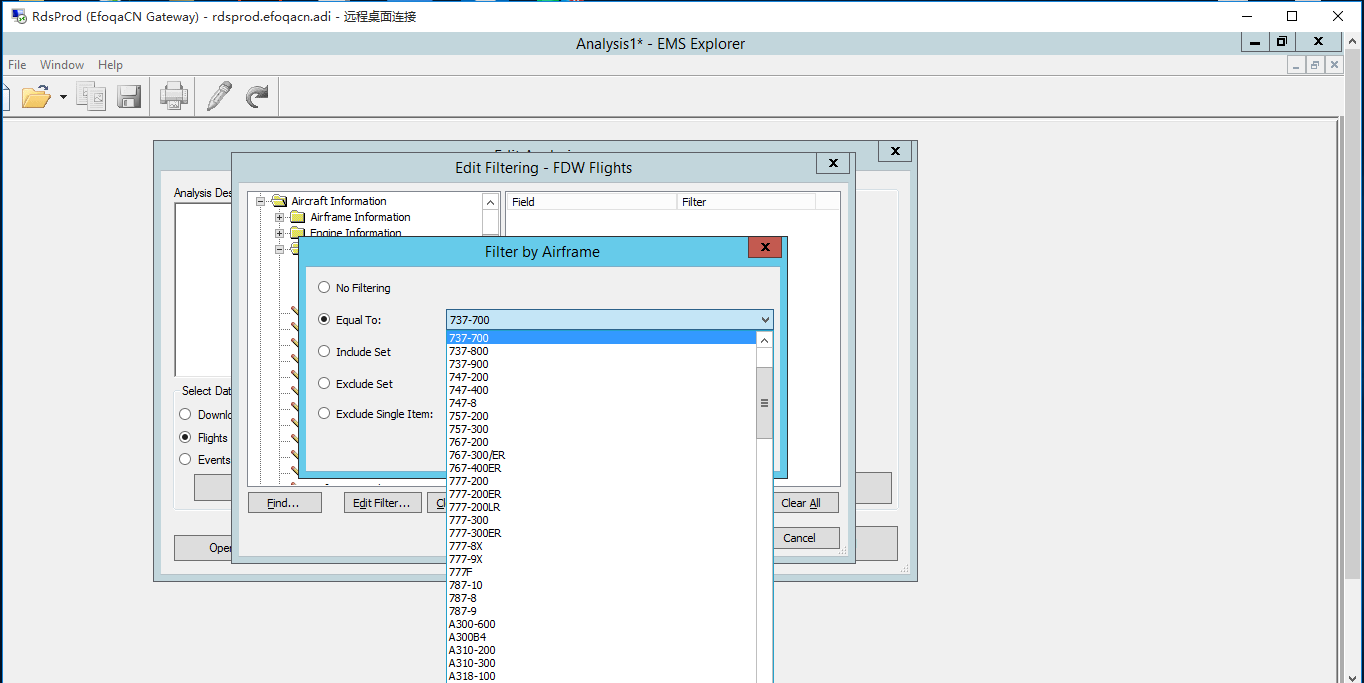 RdsProd (EfoqaCN Gateway) - rdsprod.efoqacn.adi - 远程桌面连接
Analysis1* - EMS Explorer
File Window Help
Edit Filtering - FDW Flights
Analysis Des
Aircraft Information
Airframe Information
Engine Information
Field Filter
Filter by Airframe
No Filtering
Equal To: 737-700
Include Set
Exclude Set
Exclude Single Item:
737-700
737-800
737-900
747-200
747-400
747-8
757-200
757-300
767-200
767-300/ER
767-400ER
777-200
777-200ER
777-200LR
777-300
777-300ER
777-8X
777-9X
777F
787-10
787-8
787-9
A300-600
A300B4
A310-200
A310-300
A318-100
Select Dat
Downlo
Flights
Events
Find... Edit Filter... Cl Clear All
Open Cancel